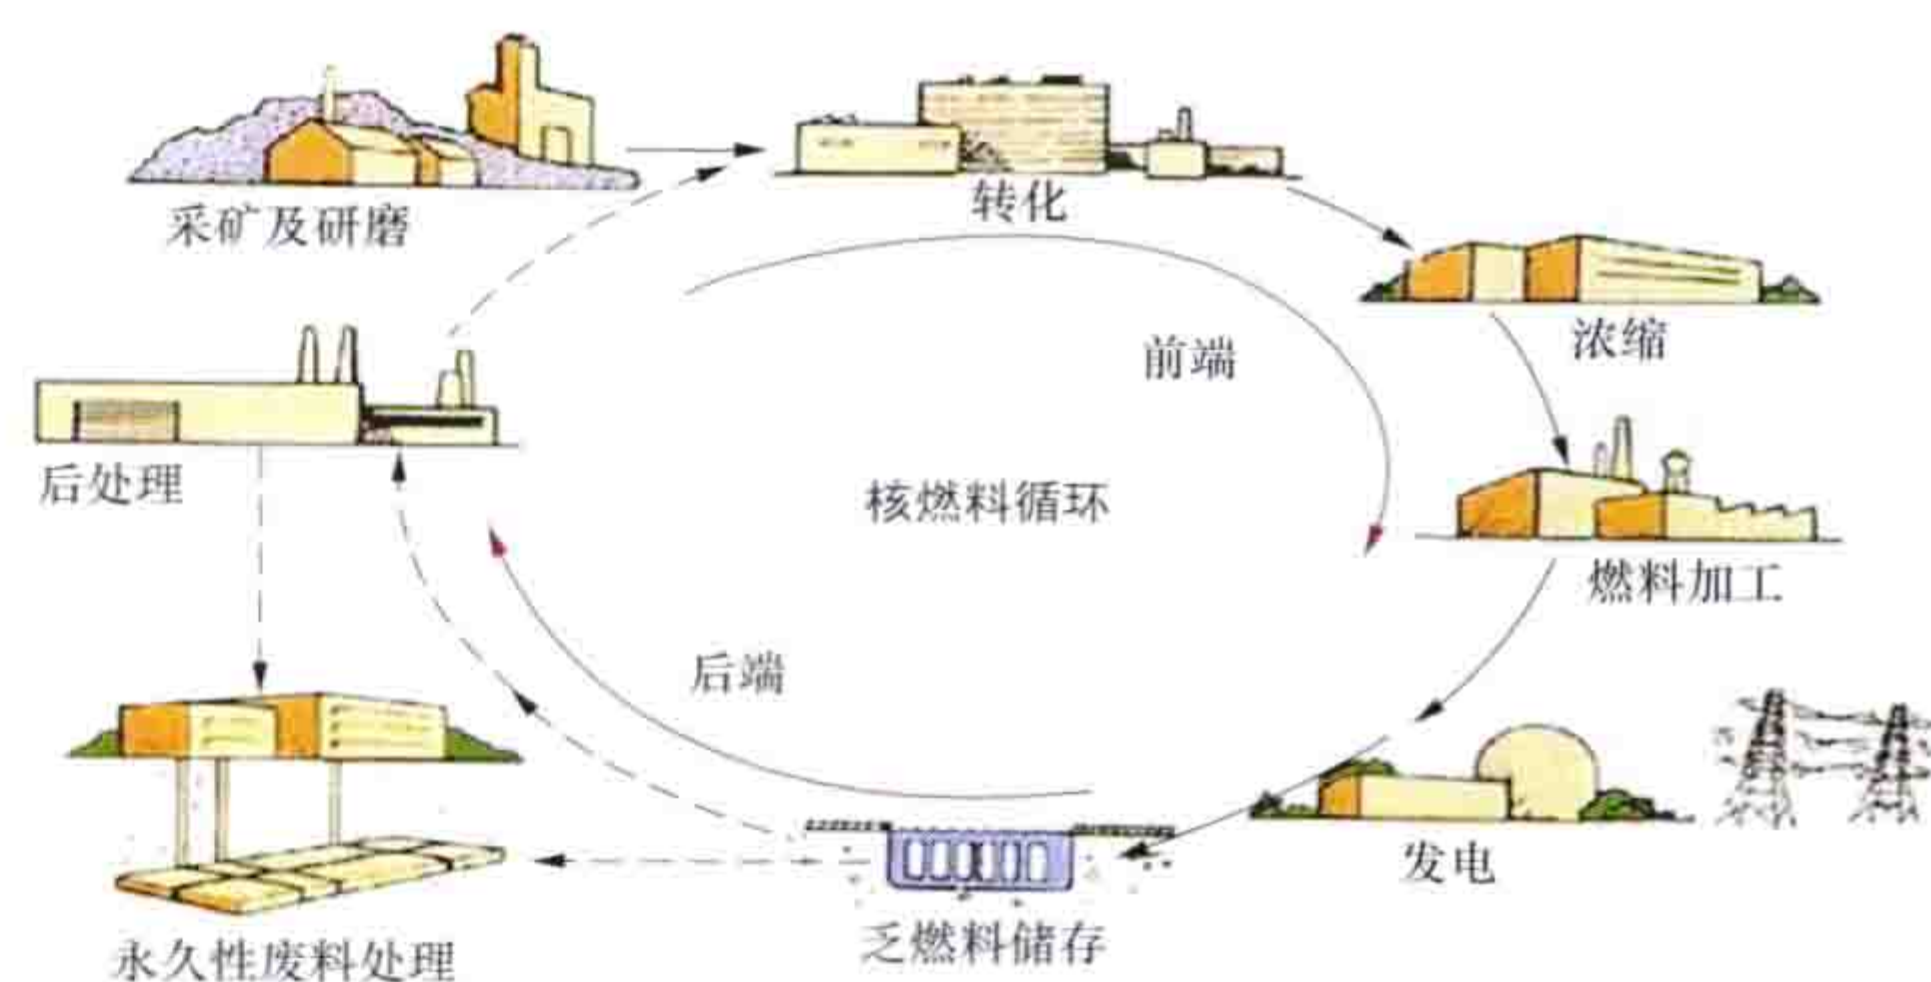 采矿及研磨
转化
浓缩
前端
后处理
核燃料循环
燃料加工
后端
发电
乏燃料储存
永久性废料处理